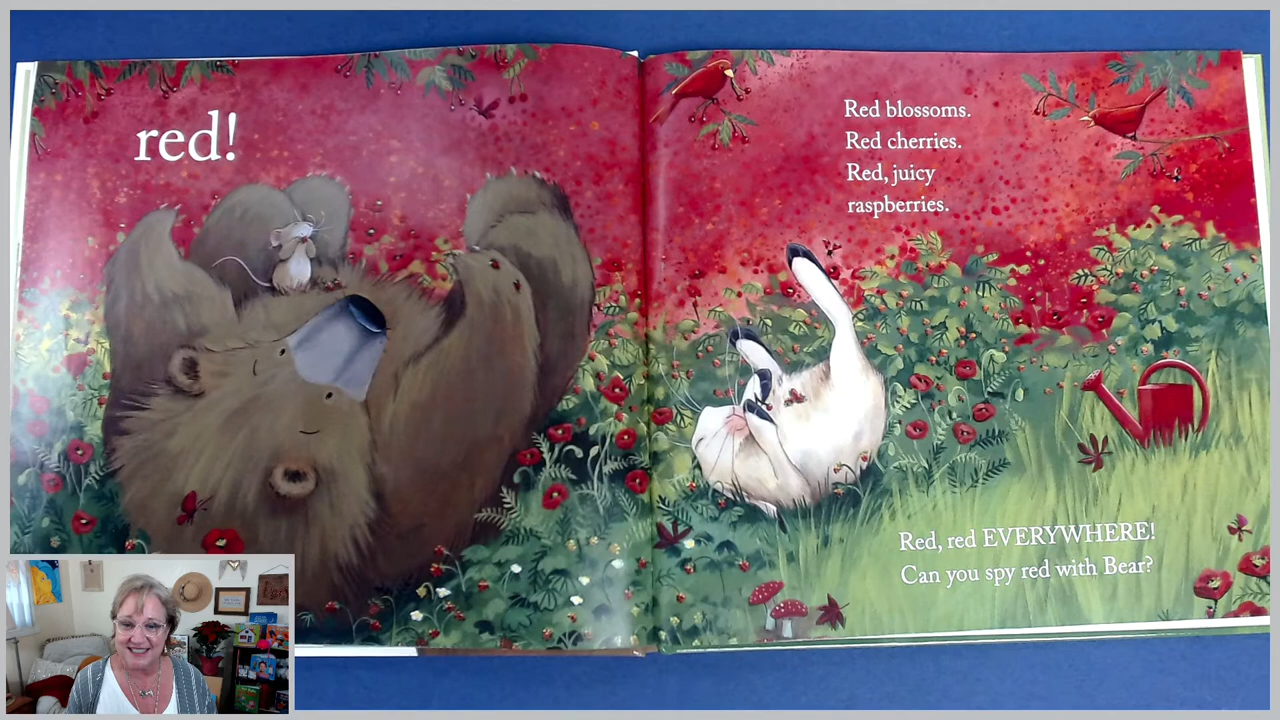 red!
Red blossoms.
Red cherries.
Red, juicy
raspberries.
Red, red EVERYWHERE!
Can you spy red with Bear?